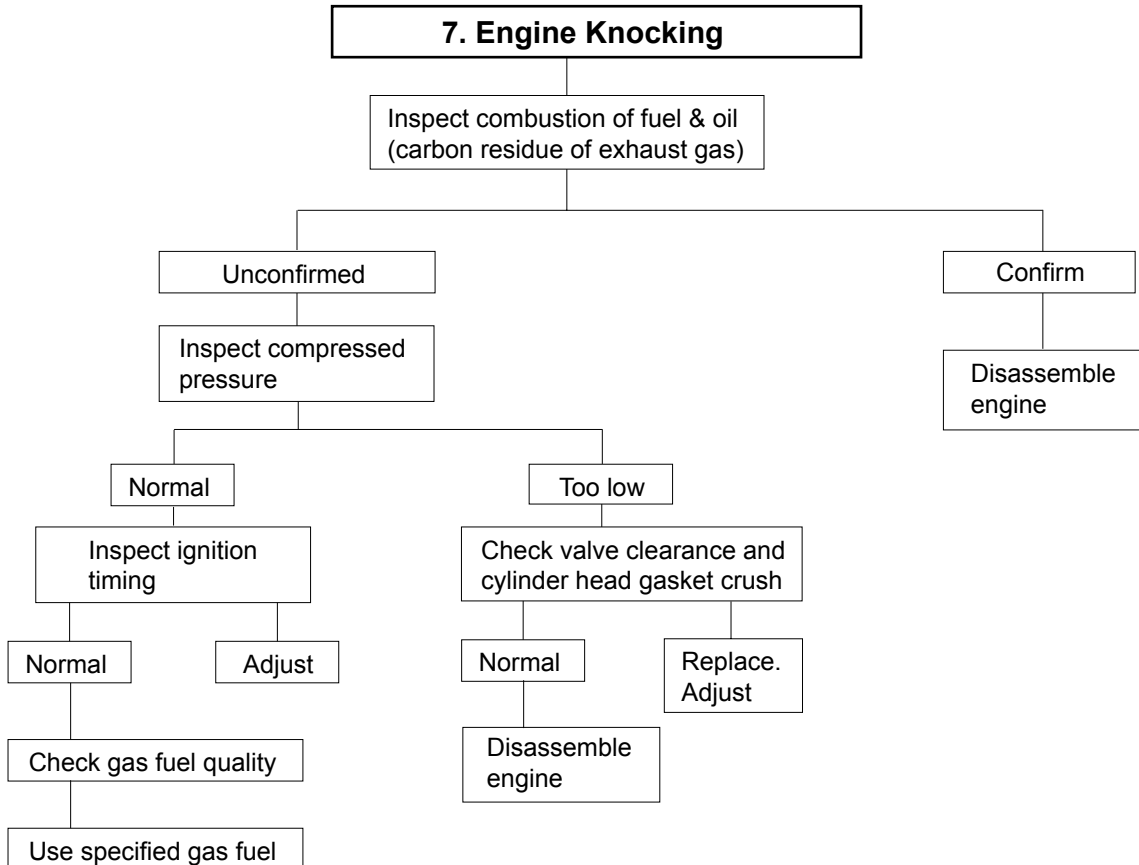 7. Engine Knocking
Inspect combustion of fuel & oil
(carbon residue of exhaust gas)
Unconfirmed
Confirm
Inspect compressed
pressure
Disassemble
engine
Normal
Too low
Inspect ignition
timing
Check valve clearance and
cylinder head gasket crush
Normal
Adjust
Normal
Replace.
Adjust
Check gas fuel quality
Disassemble
engine
Use specified gas fuel